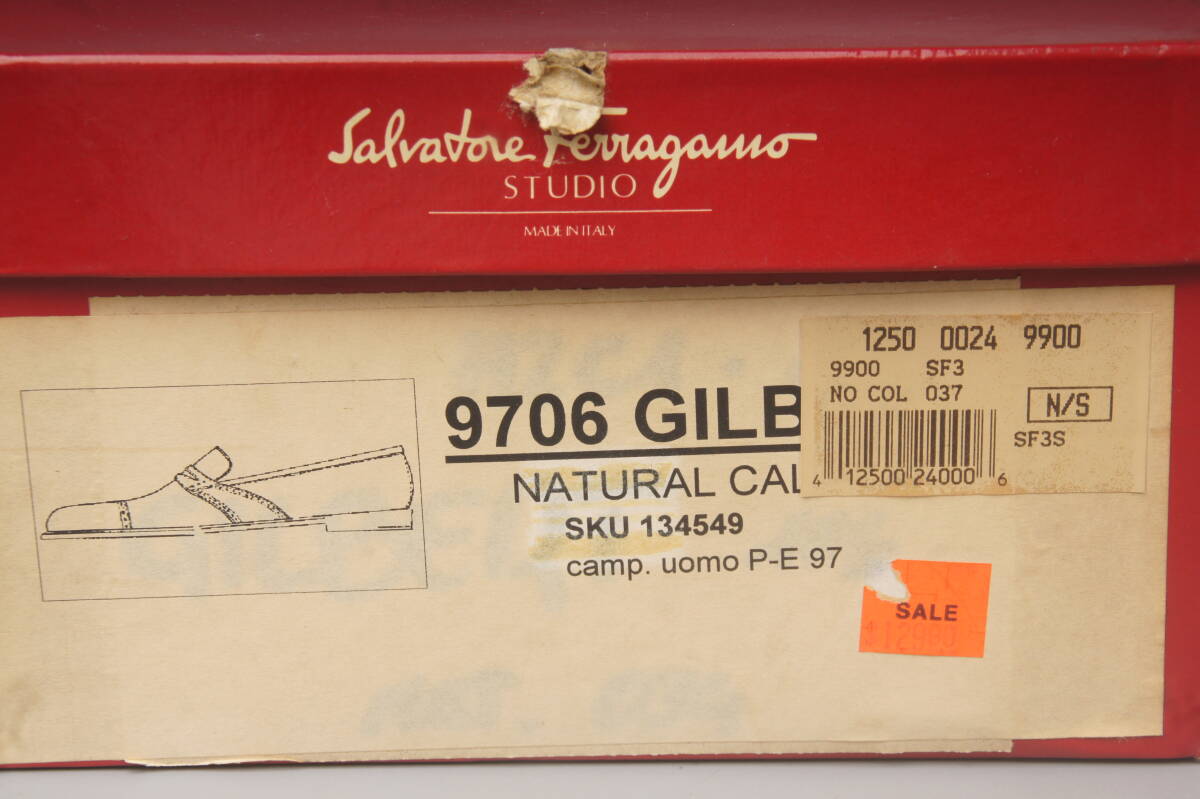 Salvatore Ferragamo
STUDIO
MADE IN ITALY
1250 0024 9900
9900 SF3
NO COL 037
N/S
SF3S
4 12500 24000 6
9706 GILB
NATURAL CAL
SKU 134549
camp. uomo P-E 97
SALE